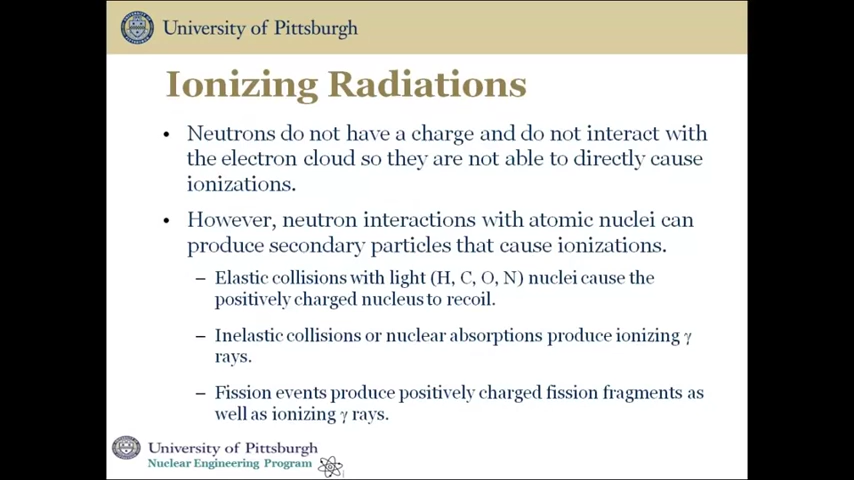 University of Pittsburgh
Ionizing Radiations
• Neutrons do not have a charge and do not interact with
the electron cloud so they are not able to directly cause
ionizations.
• However, neutron interactions with atomic nuclei can
produce secondary particles that cause ionizations.
– Elastic collisions with light (H, C, O, N) nuclei cause the
positively charged nucleus to recoil.
– Inelastic collisions or nuclear absorptions produce ionizing γ
rays.
– Fission events produce positively charged fission fragments as
well as ionizing γ rays.
University of Pittsburgh
Nuclear Engineering Program